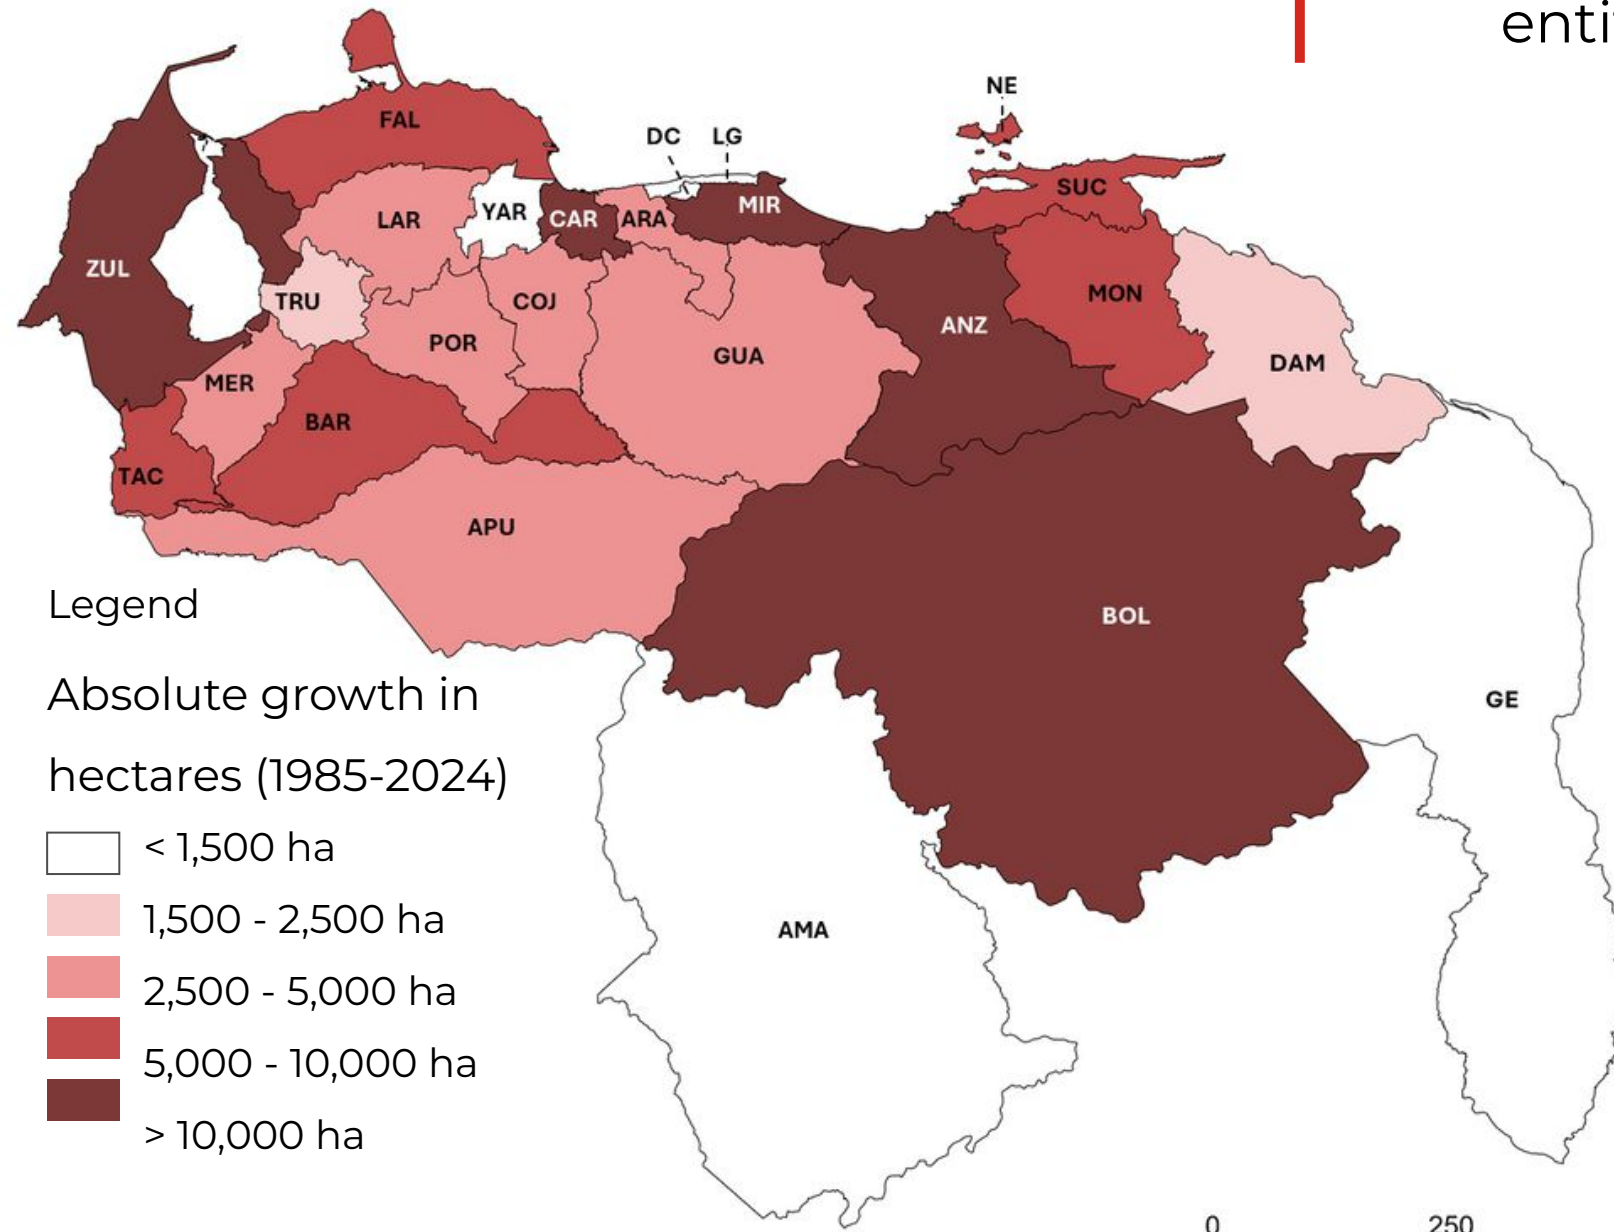 enti
NE
FAL
DC
LG
SUC
LAR
YAR
CAR
ARA
MIR
ZUL
TRU
COJ
MON
ANZ
POR
GUA
DAM
MER
BAR
TAC
APU
Legend
BOL
Absolute growth in
GE
hectares (1985-2024)
< 1,500 ha
1,500 - 2,500 ha
AMA
2,500 - 5,000 ha
5,000 - 10,000 ha
> 10,000 ha
0 250